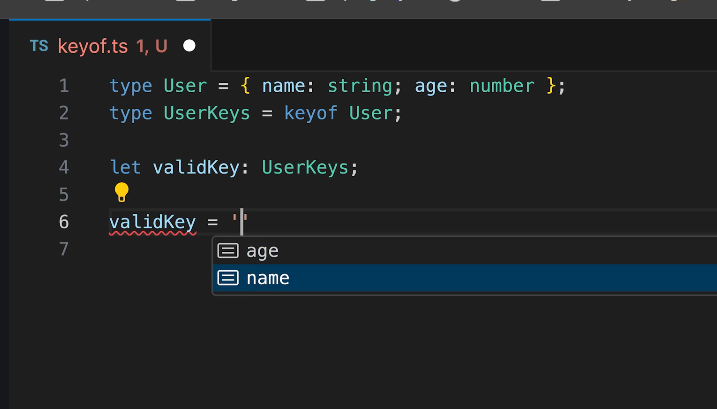 TS keyof.ts 1, U
1 type User = { name: string; age: number };
2 type UserKeys = keyof User;
3
4 let validKey: UserKeys;
5
6 validKey = ''
7
age
name